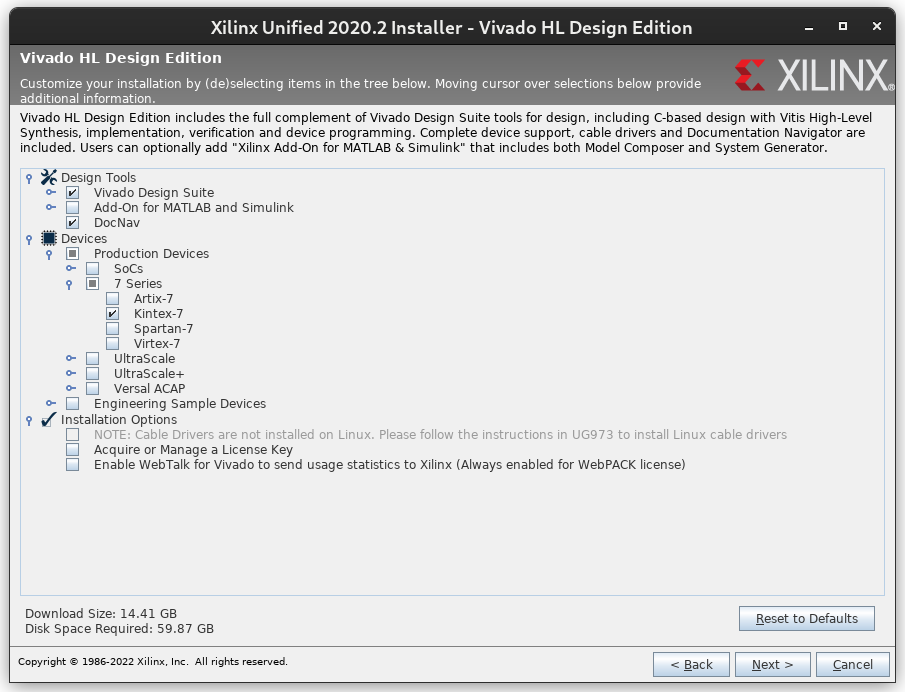 Xilinx Unified 2020.2 Installer - Vivado HL Design Edition
Vivado HL Design Edition
Customize your installation by (de)selecting items in the tree below. Moving cursor over selections below provide
additional information.
XILINX®
Vivado HL Design Edition includes the full complement of Vivado Design Suite tools for design, including C-based design with Vitis High-Level
Synthesis, implementation, verification and device programming. Complete device support, cable drivers and Documentation Navigator are
included. Users can optionally add "Xilinx Add-On for MATLAB & Simulink" that includes both Model Composer and System Generator.
Design Tools
Vivado Design Suite
Add-On for MATLAB and Simulink
DocNav
Devices
Production Devices
SoCs
7 Series
Artix-7
Kintex-7
Spartan-7
Virtex-7
UltraScale
UltraScale+
Versal ACAP
Engineering Sample Devices
Installation Options
NOTE: Cable Drivers are not installed on Linux. Please follow the instructions in UG973 to install Linux cable drivers
Acquire or Manage a License Key
Enable WebTalk for Vivado to send usage statistics to Xilinx (Always enabled for WebPACK license)
Download Size: 14.41 GB
Disk Space Required: 59.87 GB
Reset to Defaults
Copyright © 1986-2022 Xilinx, Inc. All rights reserved.
< Back
Next >
Cancel